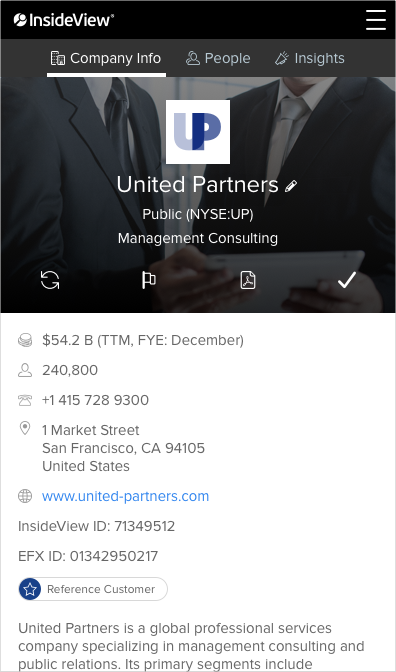 InsideView®
Company Info People Insights
UP
United Partners
Public (NYSE:UP)
Management Consulting
$54.2 B (TTM, FYE: December)
240,800
+1 415 728 9300
1 Market Street
San Francisco, CA 94105
United States
www.united-partners.com
InsideView ID: 71349512
EFX ID: 01342950217
Reference Customer
United Partners is a global professional services
company specializing in management consulting and
public relations. Its primary segments include